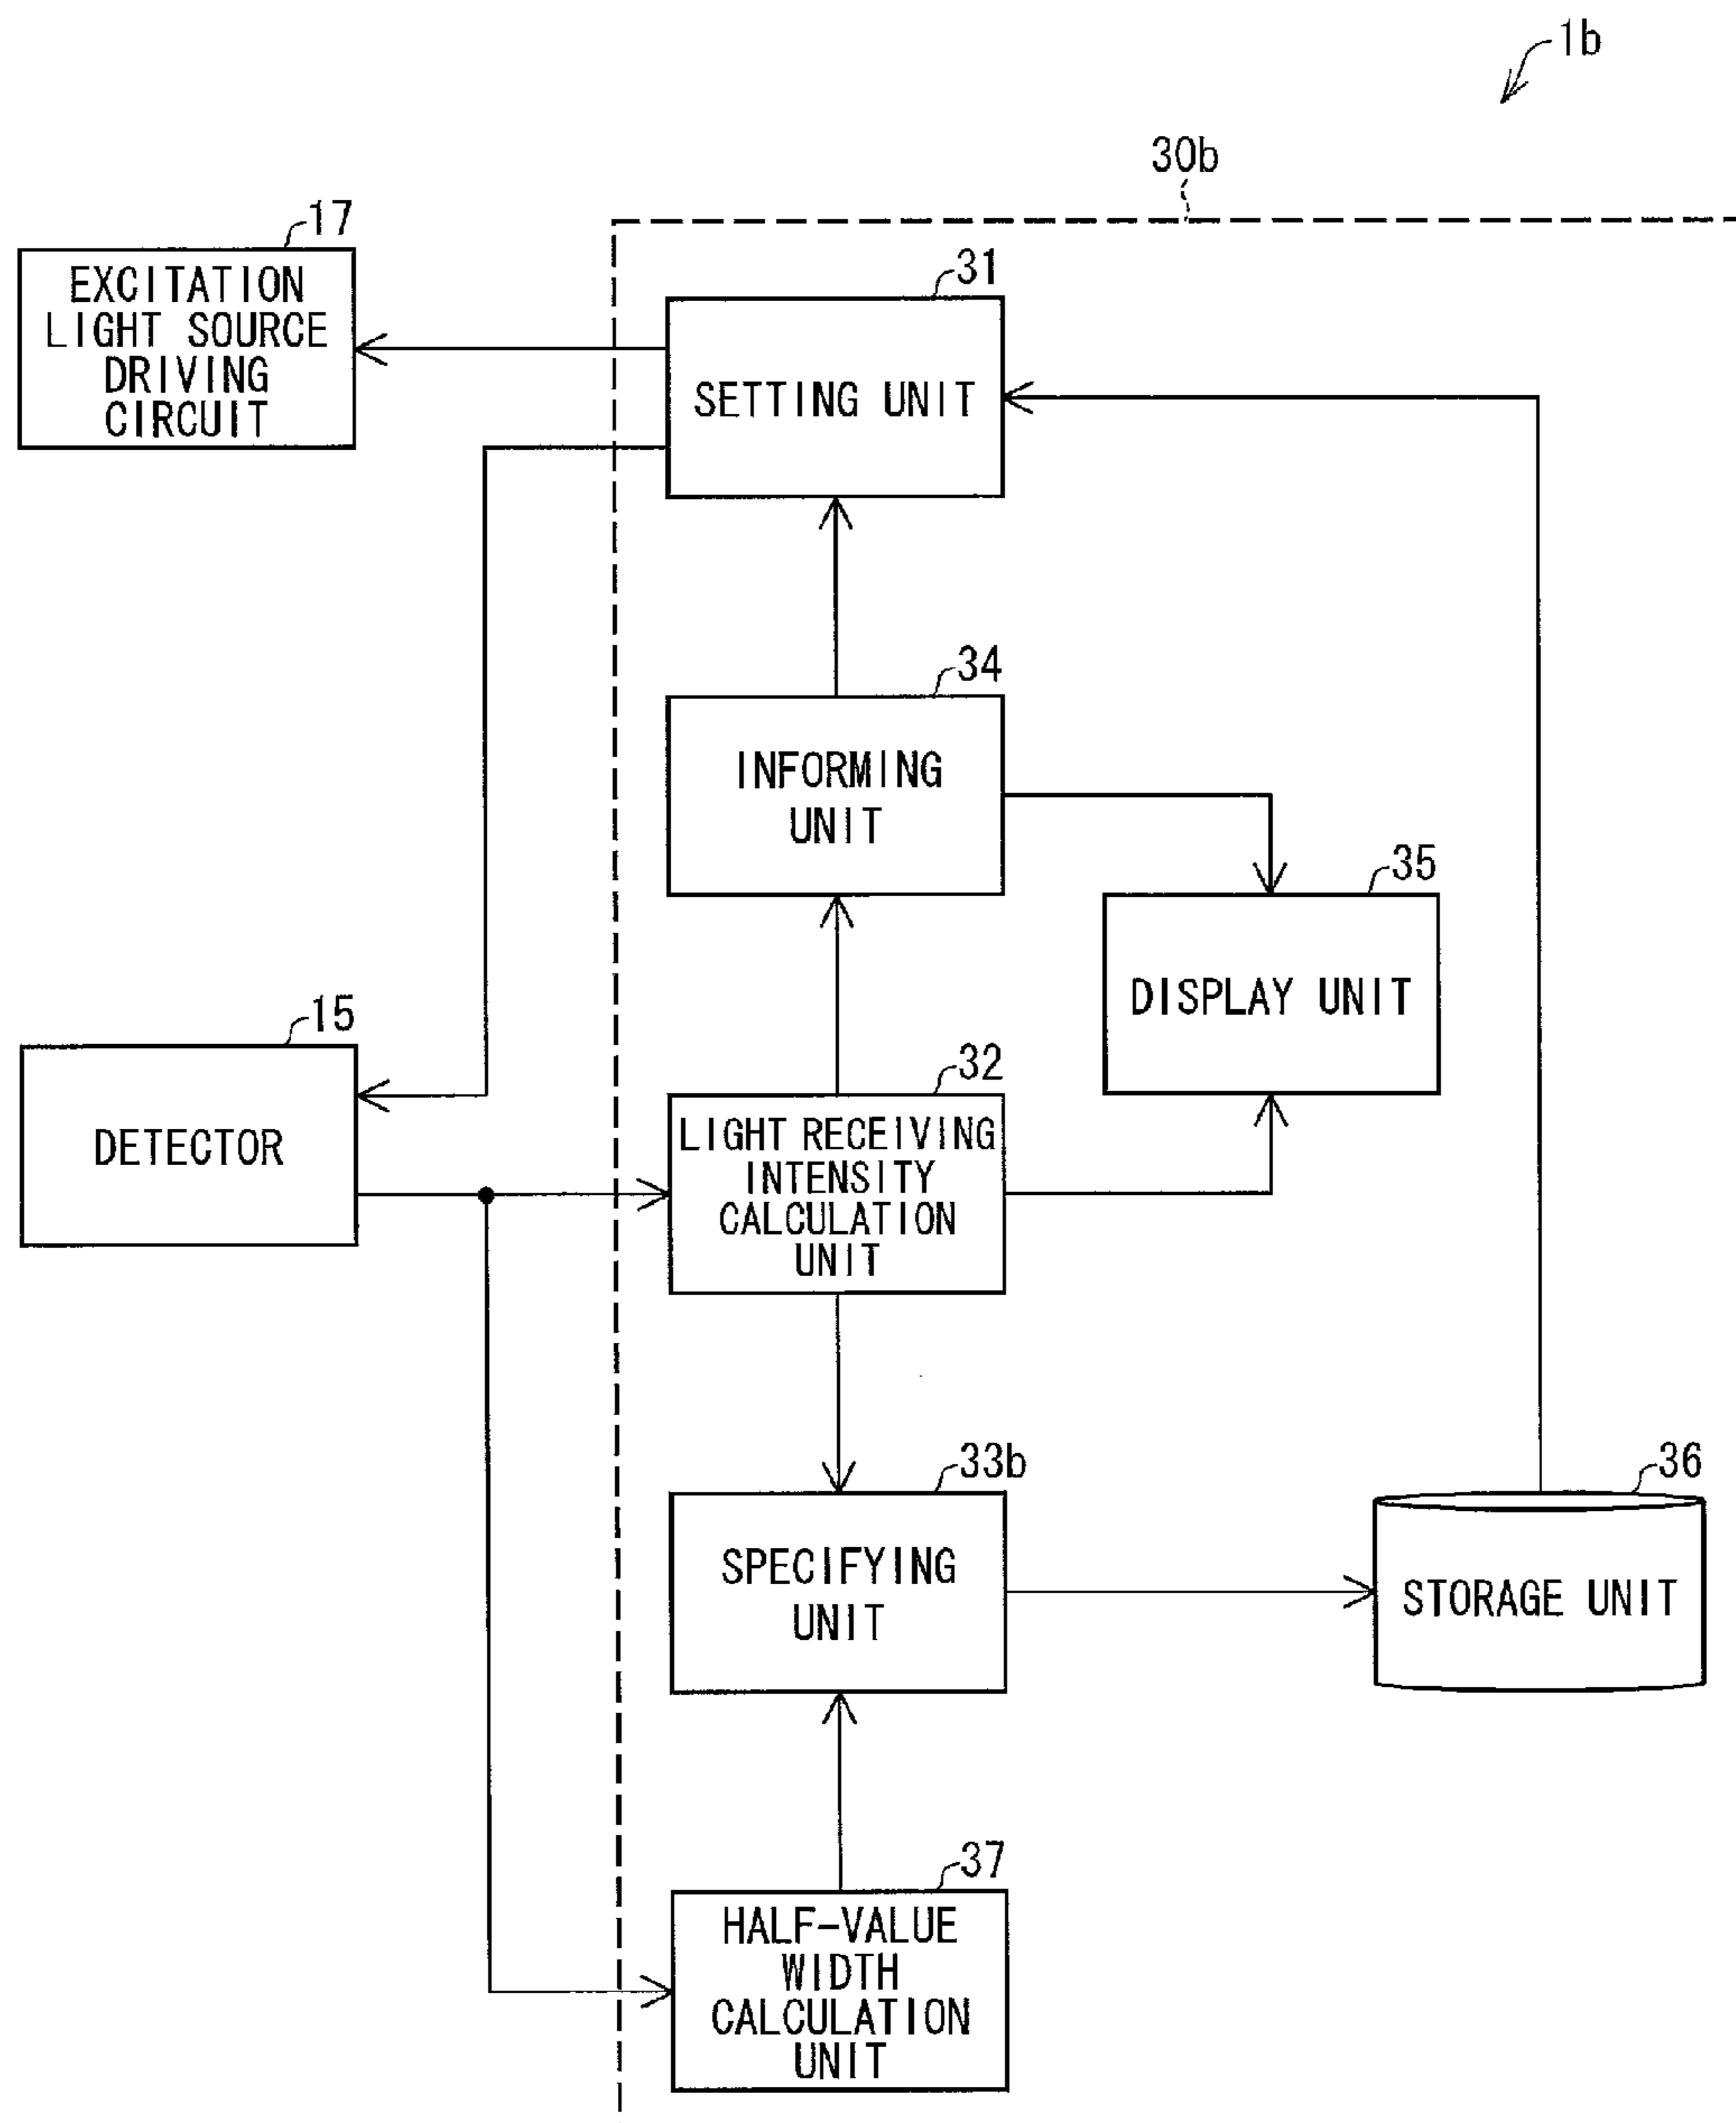 1b
30b
17
EXCITATION
LIGHT SOURCE
DRIVING
CIRCUIT
31
SETTING UNIT
34
INFORMING
UNIT
35
DISPLAY UNIT
15
DETECTOR
32
LIGHT RECEIVING
INTENSITY
CALCULATION
UNIT
33b
SPECIFYING
UNIT
36
STORAGE UNIT
37
HALF-VALUE
WIDTH
CALCULATION
UNIT